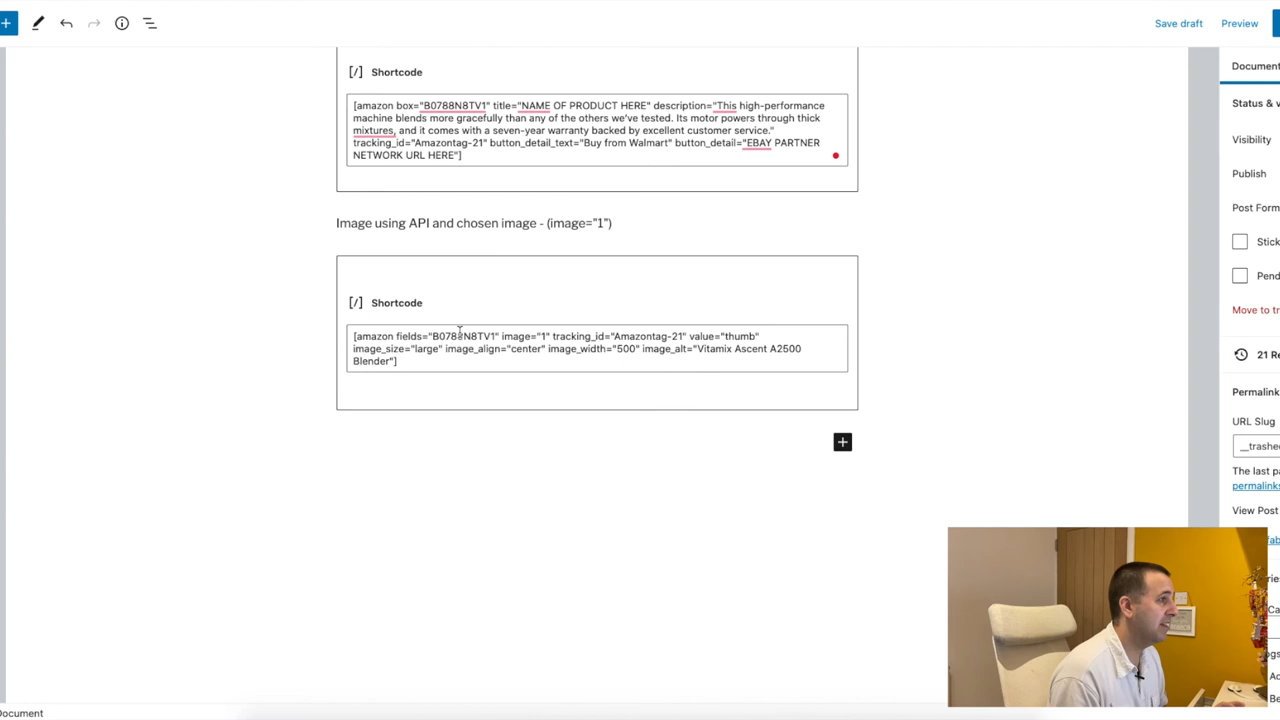 Save draft
Preview
[/] Shortcode
[amazon box="B0788N8TV1" title="NAME OF PRODUCT HERE" description="This high-performance
machine blends more gracefully than any of the others we've tested. Its motor powers through thick
mixtures, and it comes with a seven-year warranty backed by excellent customer service."
tracking_id="Amazontag-21" button_detail_text="Buy from Walmart" button_detail="EBAY PARTNER
NETWORK URL HERE"]
Image using API and chosen image - (image="1")
[/] Shortcode
[amazon fields="B0788N8TV1" image="1" tracking_id="Amazontag-21" value="thumb"
image_size="large" image_align="center" image_width="500" image_alt="Vitamix Ascent A2500
Blender"]
Document
Status & v
Visibility
Publish
Post Form
Stick
Pend
Move to tr
21 Re
Permalink
URL Slug
__trashe
The last pa
permalinks
View Post
Document